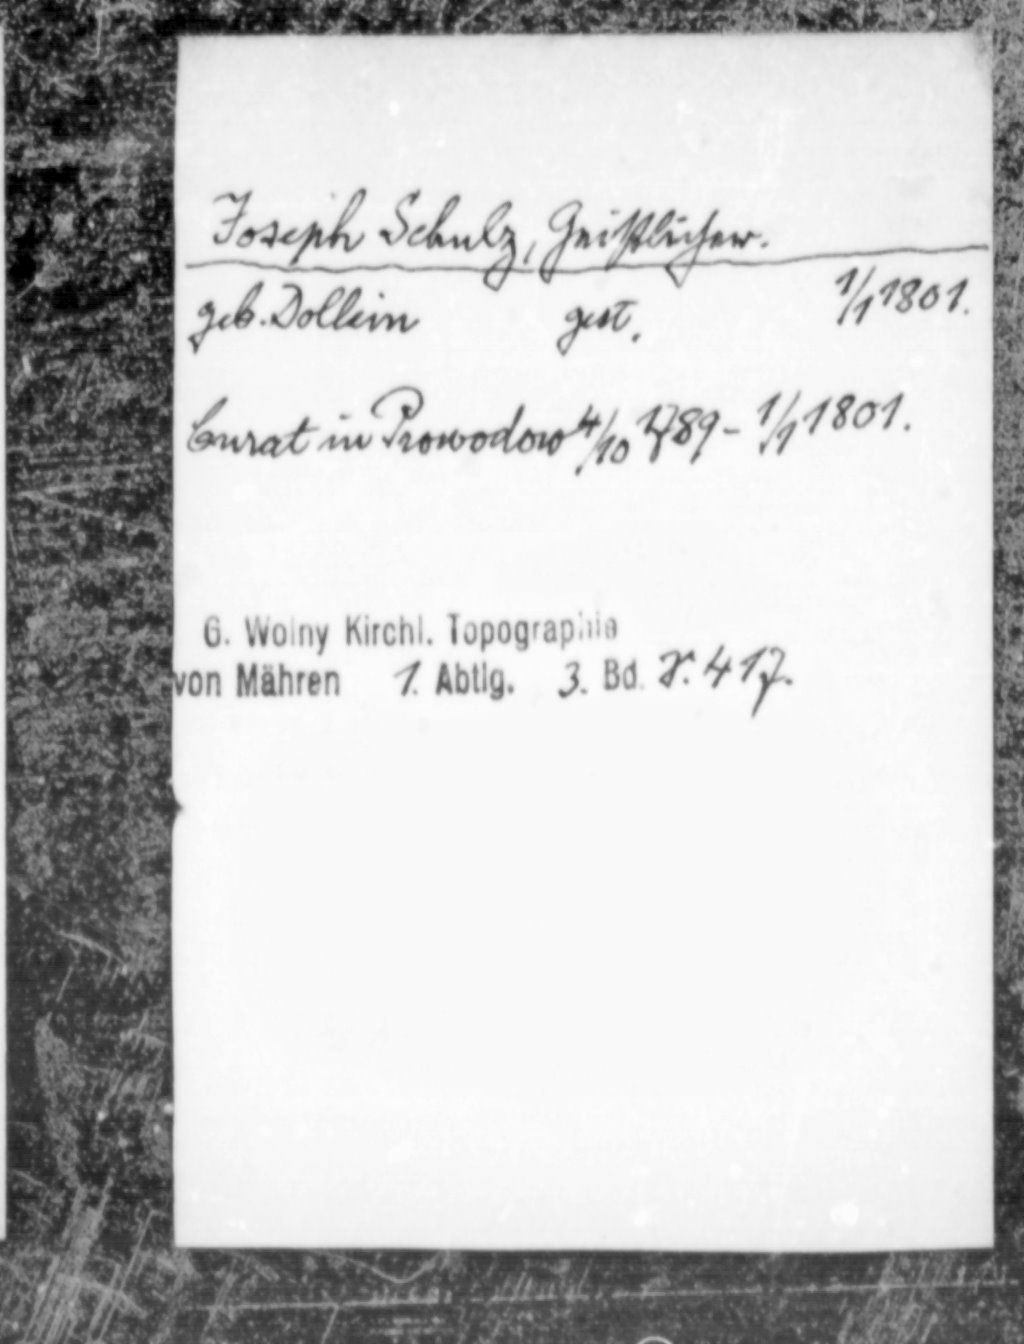 Joseph Schulz, Geistlicher.
geb. Dollein gest. 1/1 1801.
Curat in Prowodow 4/10 1789 - 1/1 1801.
G. Wolny Kirchl. Topographie
von Mähren 1. Abtlg. 3. Bd. S. 417.